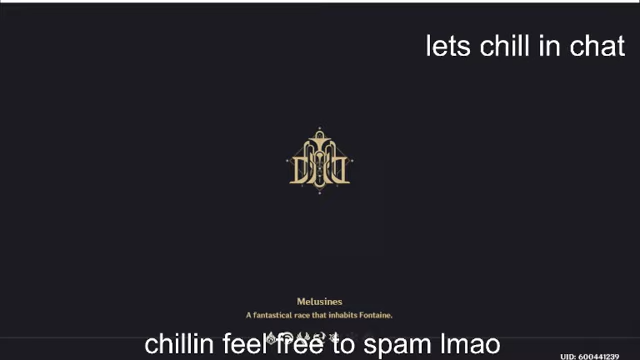 lets chill in chat
Melusines
A fantastical race that inhabits Fontaine.
chillin feel free to spam lmao
UID: 600441239